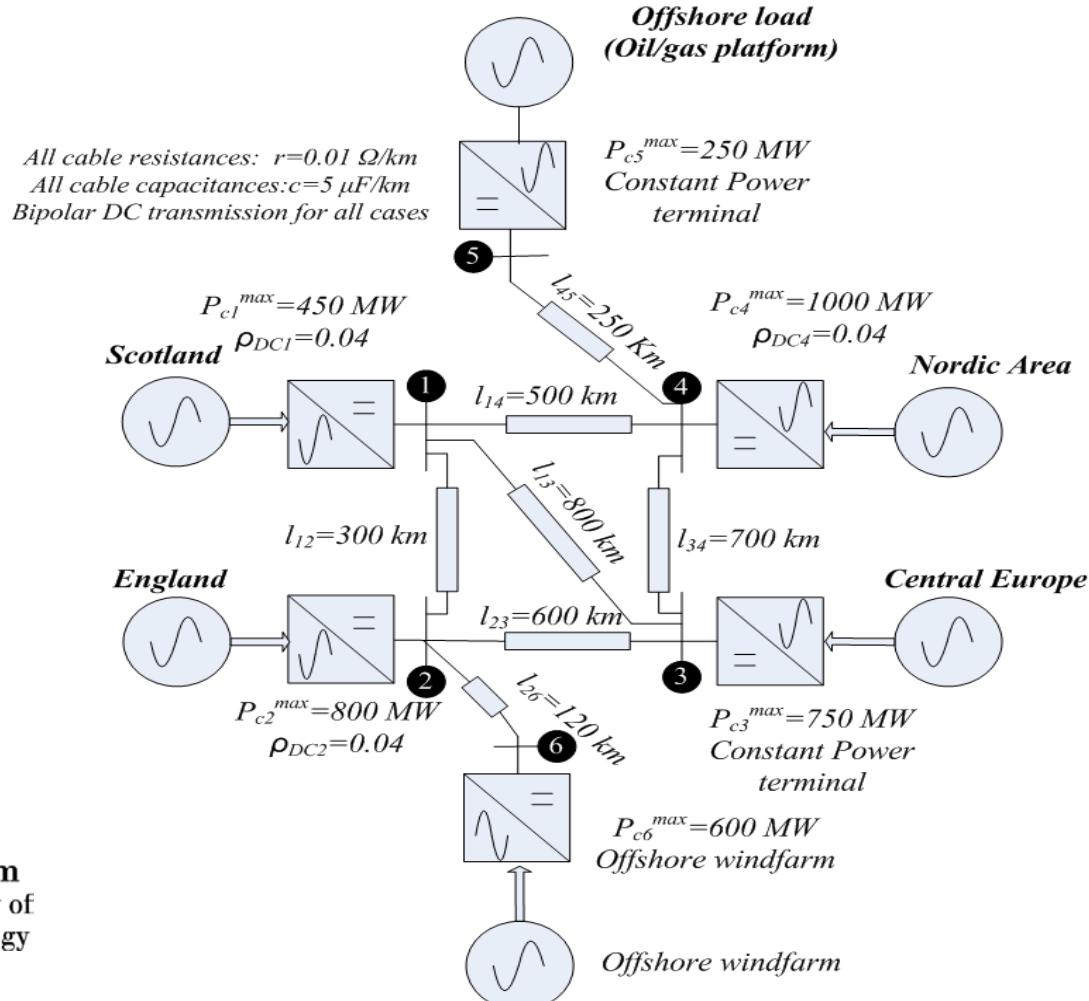 Offshore load
(Oil/gas platform)
All cable resistances: r=0.01 Ω/km
All cable capacitances:c=5 μF/km
Bipolar DC transmission for all cases
P_c5^max=250 MW
Constant Power
terminal
5
l_45=250 Km
P_c1^max=450 MW
ρ_DC1=0.04
P_c4^max=1000 MW
ρ_DC4=0.04
Scotland
Nordic Area
1
4
l_14=500 km
l_13=800 km
l_12=300 km
l_34=700 km
England
Central Europe
l_23=600 km
2
3
l_26=120 km
P_c2^max=800 MW
ρ_DC2=0.04
P_c3^max=750 MW
Constant Power
terminal
6
P_c6^max=600 MW
Offshore windfarm
m
of
gy
Offshore windfarm